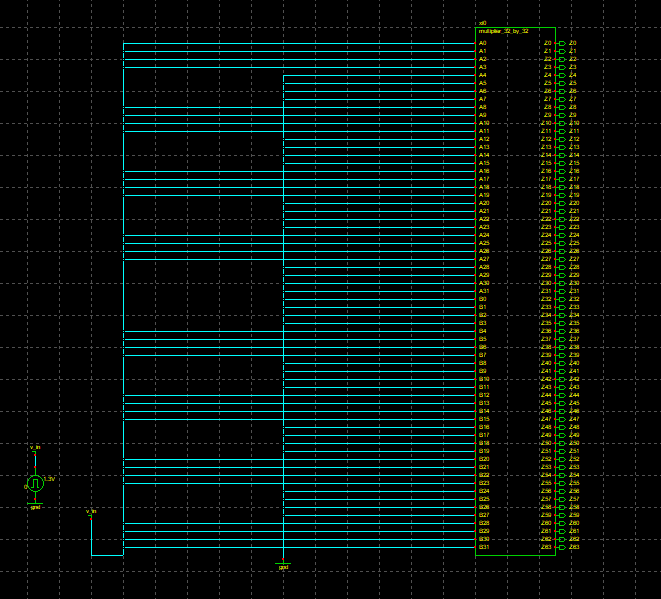 x0
multiplier_32_by_32
A0 Z0 Z0
A1 Z1 Z1
A2 Z2 Z2
A3 Z3 Z3
A4 Z4 Z4
A5 Z5 Z5
A6 Z6 Z6
A7 Z7 Z7
A8 Z8 Z8
A9 Z9 Z9
A10 Z10 Z10
A11 Z11 Z11
A12 Z12 Z12
A13 Z13 Z13
A14 Z14 Z14
A15 Z15 Z15
A16 Z16 Z16
A17 Z17 Z17
A18 Z18 Z18
A19 Z19 Z19
A20 Z20 Z20
A21 Z21 Z21
A22 Z22 Z22
A23 Z23 Z23
A24 Z24 Z24
A25 Z25 Z25
A26 Z26 Z26
A27 Z27 Z27
A28 Z28 Z28
A29 Z29 Z29
A30 Z30 Z30
A31 Z31 Z31
B0 Z32 Z32
B1 Z33 Z33
B2 Z34 Z34
B3 Z35 Z35
B4 Z36 Z36
B5 Z37 Z37
B6 Z38 Z38
B7 Z39 Z39
B8 Z40 Z40
B9 Z41 Z41
B10 Z42 Z42
B11 Z43 Z43
B12 Z44 Z44
B13 Z45 Z45
B14 Z46 Z46
B15 Z47 Z47
B16 Z48 Z48
B17 Z49 Z49
B18 Z50 Z50
B19 Z51 Z51
B20 Z52 Z52
B21 Z53 Z53
B22 Z54 Z54
B23 Z55 Z55
B24 Z56 Z56
B25 Z57 Z57
B26 Z58 Z58
B27 Z59 Z59
B28 Z60 Z60
B29 Z61 Z61
B30 Z62 Z62
B31 Z63 Z63
v_in
0
gnd
v_in
gnd